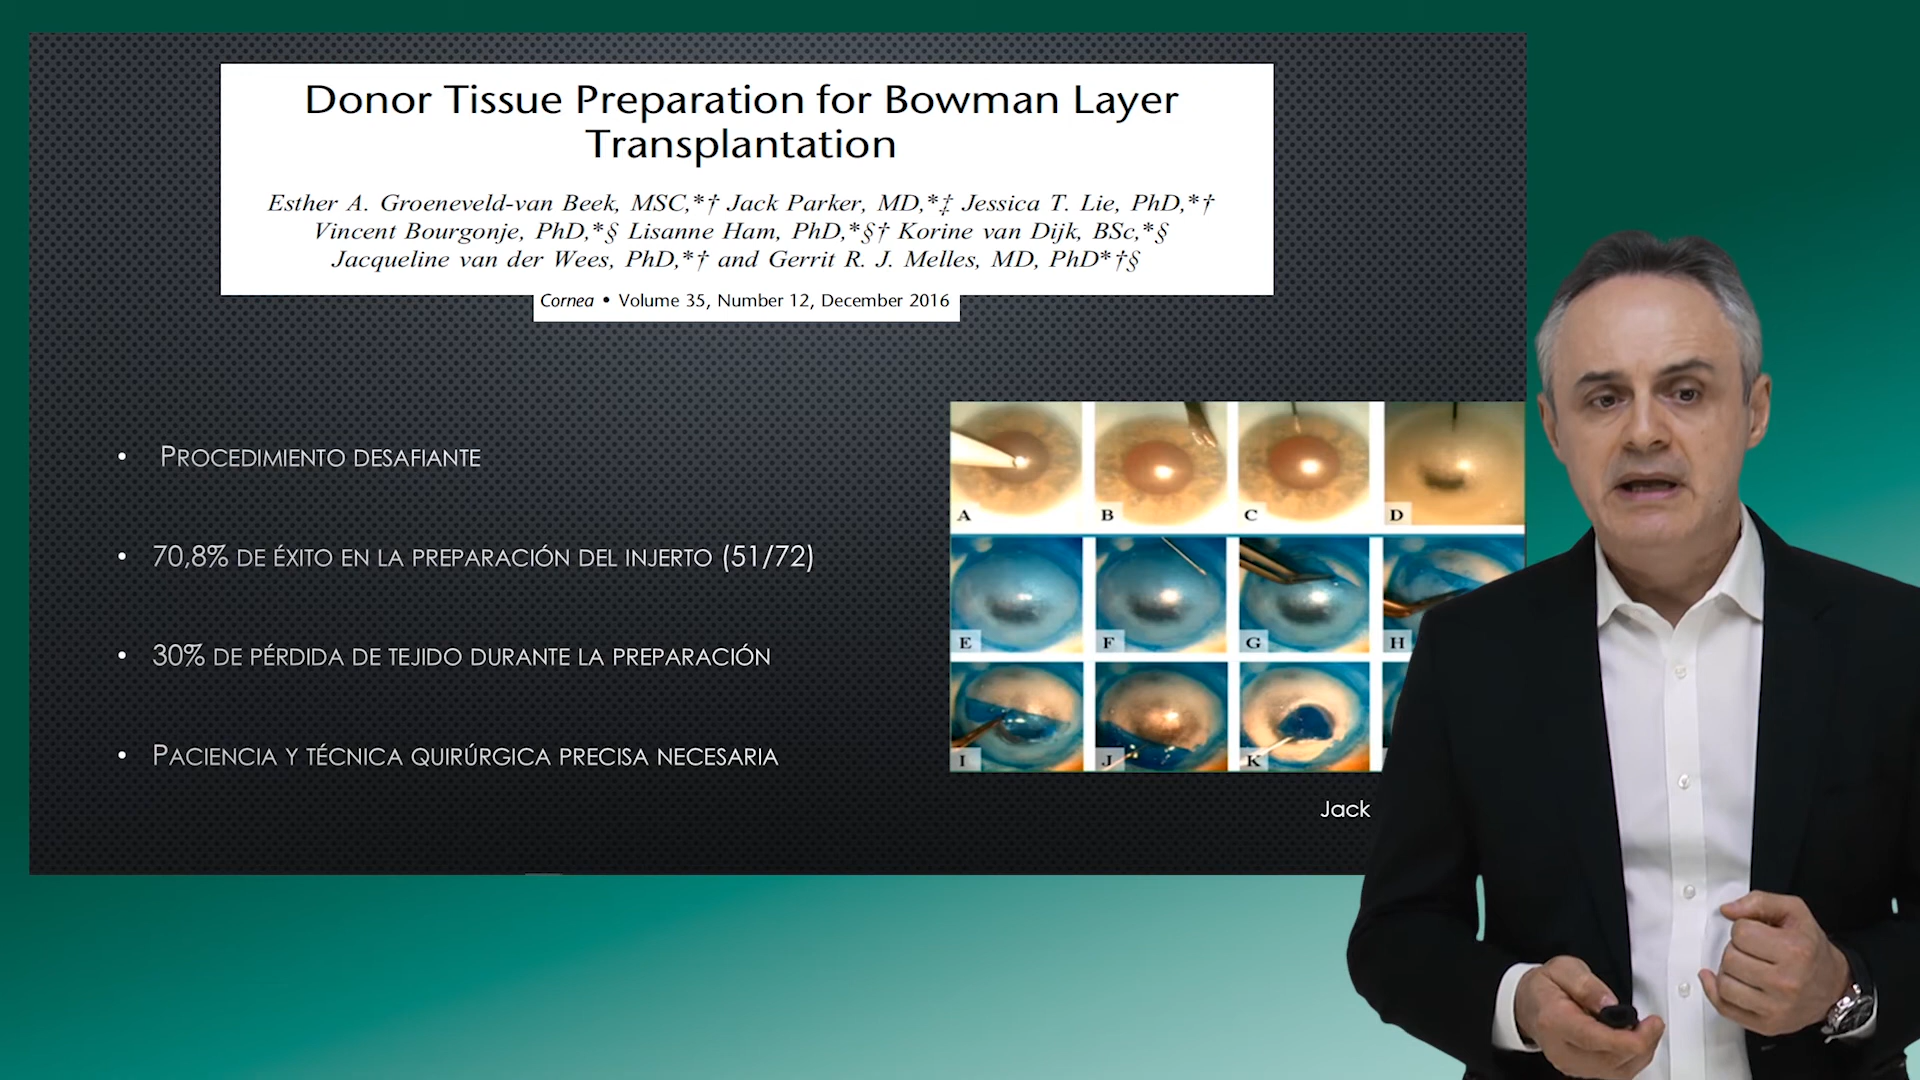 Donor Tissue Preparation for Bowman Layer
Transplantation
Esther A. Groeneveld-van Beek, MSC,*† Jack Parker, MD,*‡ Jessica T. Lie, PhD,*†
Vincent Bourgonje, PhD,*§ Lisanne Ham, PhD,*§† Korine van Dijk, BSc,*§
Jacqueline van der Wees, PhD,*† and Gerrit R. J. Melles, MD, PhD*†§
Cornea • Volume 35, Number 12, December 2016
• PROCEDIMIENTO DESAFIANTE
• 70,8% DE ÉXITO EN LA PREPARACIÓN DEL INJERTO (51/72)
• 30% DE PÉRDIDA DE TEJIDO DURANTE LA PREPARACIÓN
• PACIENCIA Y TÉCNICA QUIRÚRGICA PRECISA NECESARIA
A B C D
E F G H
I J K
Jack